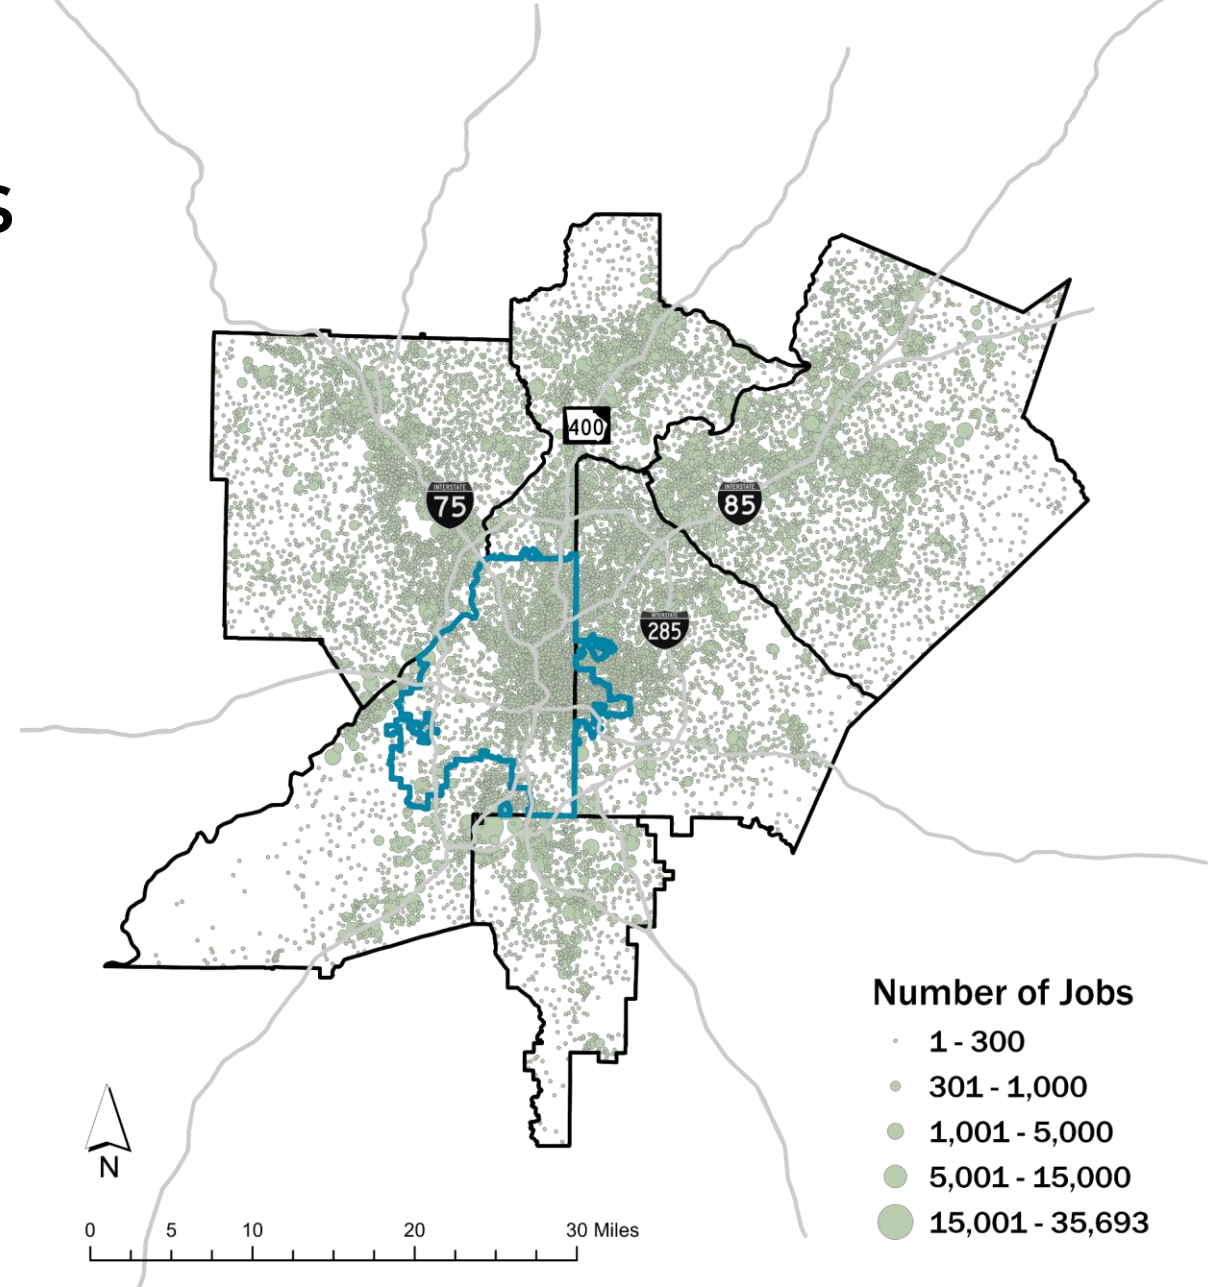 s
400
INTERSTATE
75
INTERSTATE
85
INTERSTATE
285
Number of Jobs
1 - 300
301 - 1,000
1,001 - 5,000
5,001 - 15,000
15,001 - 35,693
N
0 5 10 20 30 Miles